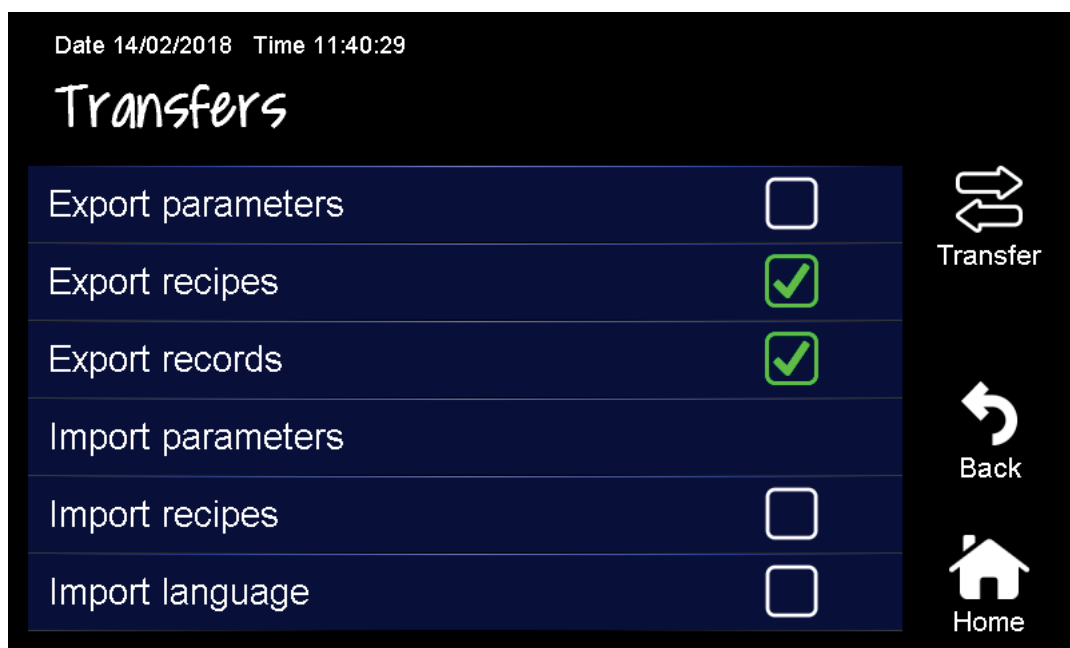 Date 14/02/2018 Time 11:40:29
Transfers
Export parameters
Export recipes
Export records
Import parameters
Import recipes
Import language
Transfer
Back
Home